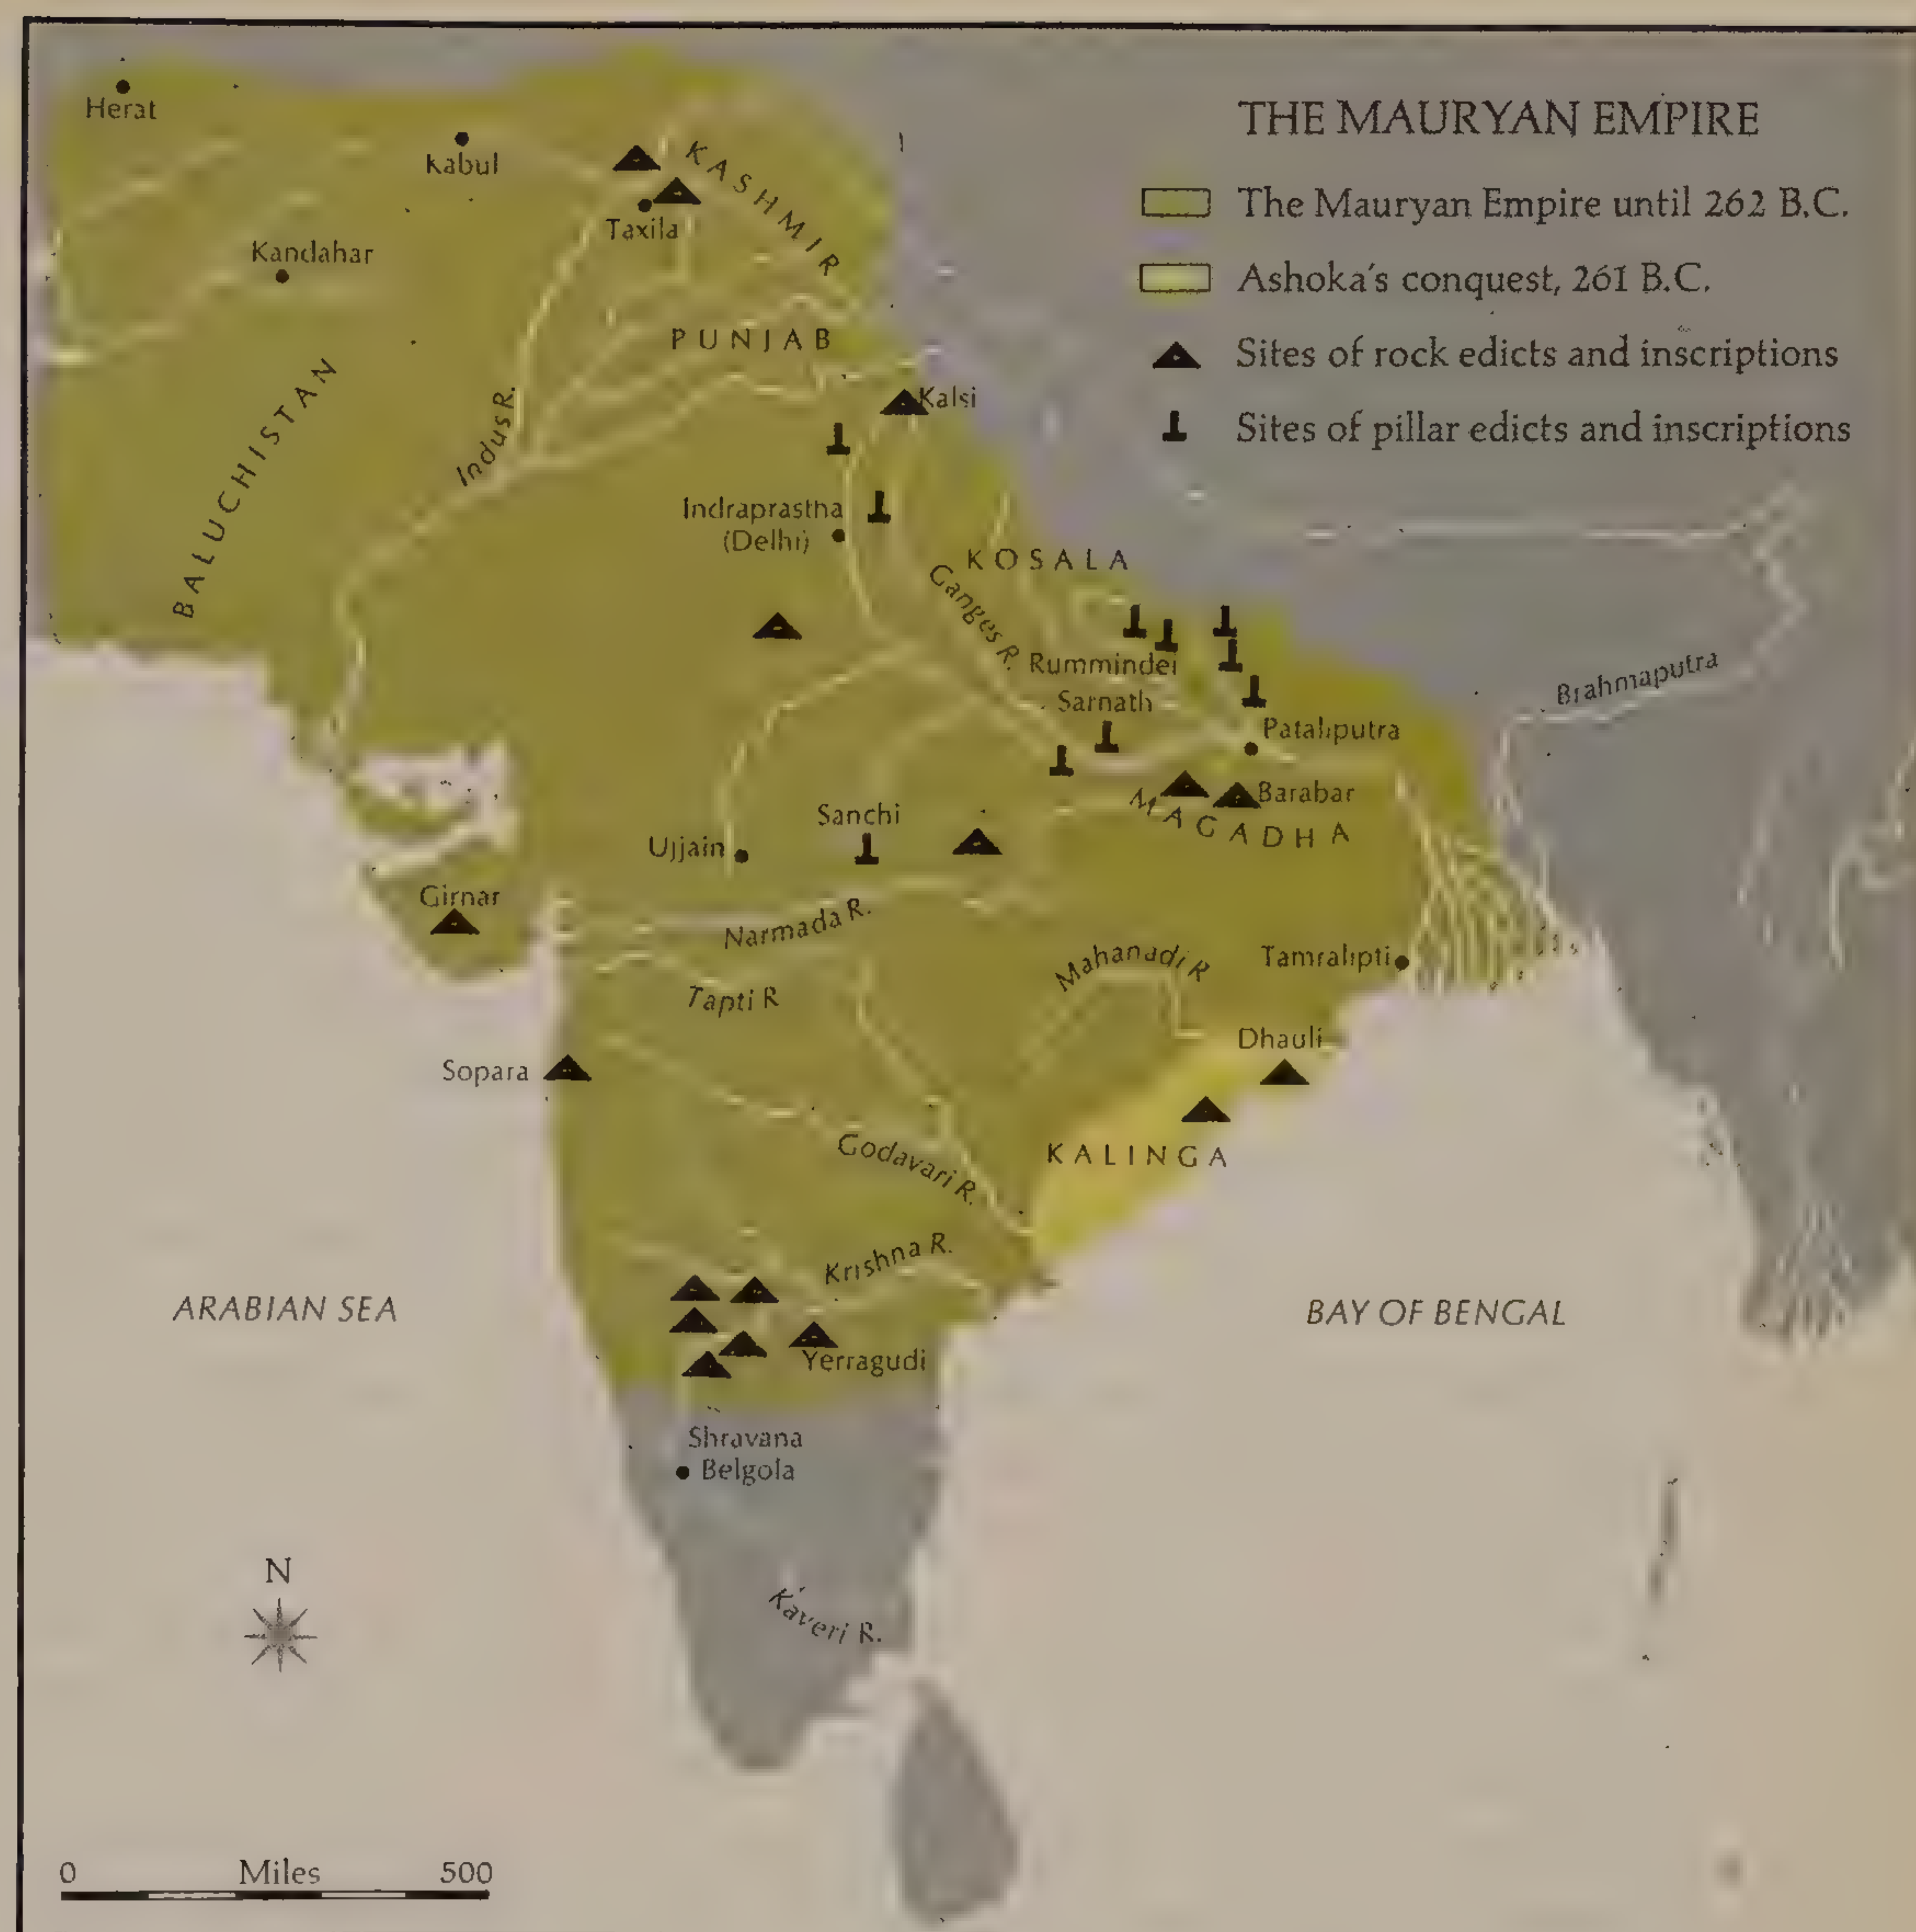 THE MAURYAN EMPIRE
The Mauryan Empire until 262 B.C.
Ashoka's conquest, 261 B.C.
Sites of rock edicts and inscriptions
Sites of pillar edicts and inscriptions
Herat
Kabul
KASHMIR
Taxila
Kandahar
PUNJAB
BALUCHISTAN
Indus R.
Kalsi
Indraprastha
(Delhi)
KOSALA
Ganges R.
Rummindei
Sarnath
Brahmaputra
Pataliputra
Barabar
MAGADHA
Sanchi
Ujjain
Girnar
Narmada R.
Mahanadi R
Tamralipti
Tapti R
Dhauli
Sopara
KALINGA
Godavari R.
Krishna R.
ARABIAN SEA
BAY OF BENGAL
Yerragudi
Shravana
Belgola
N
Kaveri R.
0 Miles 500